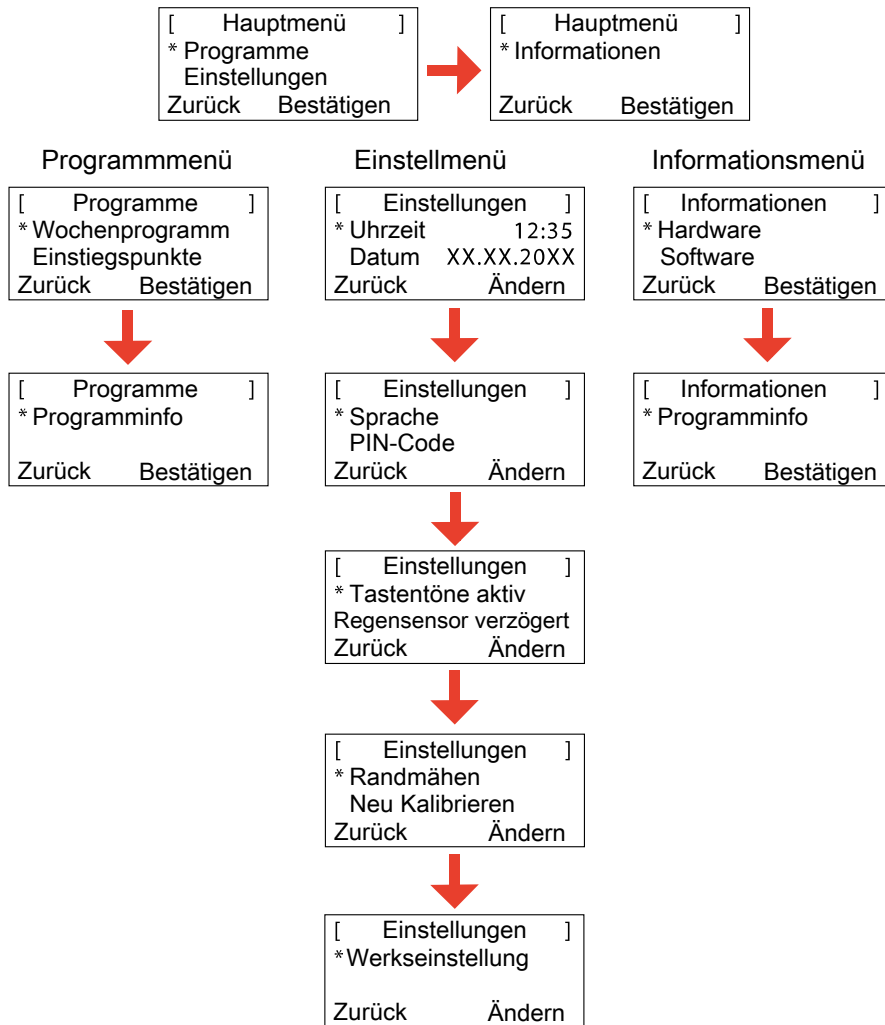 [ Hauptmenü ]
* Programme
Einstellungen
Zurück Bestätigen
[ Hauptmenü ]
* Informationen
Zurück Bestätigen
Programmmenü
[ Programme ]
* Wochenprogramm
Einstiegspunkte
Zurück Bestätigen
[ Programme ]
* Programminfo
Zurück Bestätigen
Einstellmenü
[ Einstellungen ]
* Uhrzeit 12:35
Datum XX.XX.20XX
Zurück Ändern
[ Einstellungen ]
* Sprache
PIN-Code
Zurück Ändern
[ Einstellungen ]
* Tastentöne aktiv
Regensensor verzögert
Zurück Ändern
[ Einstellungen ]
* Randmähen
Neu Kalibrieren
Zurück Ändern
[ Einstellungen ]
*Werkseinstellung
Zurück Ändern
Informationsmenü
[ Informationen ]
* Hardware
Software
Zurück Bestätigen
[ Informationen ]
* Programminfo
Zurück Bestätigen